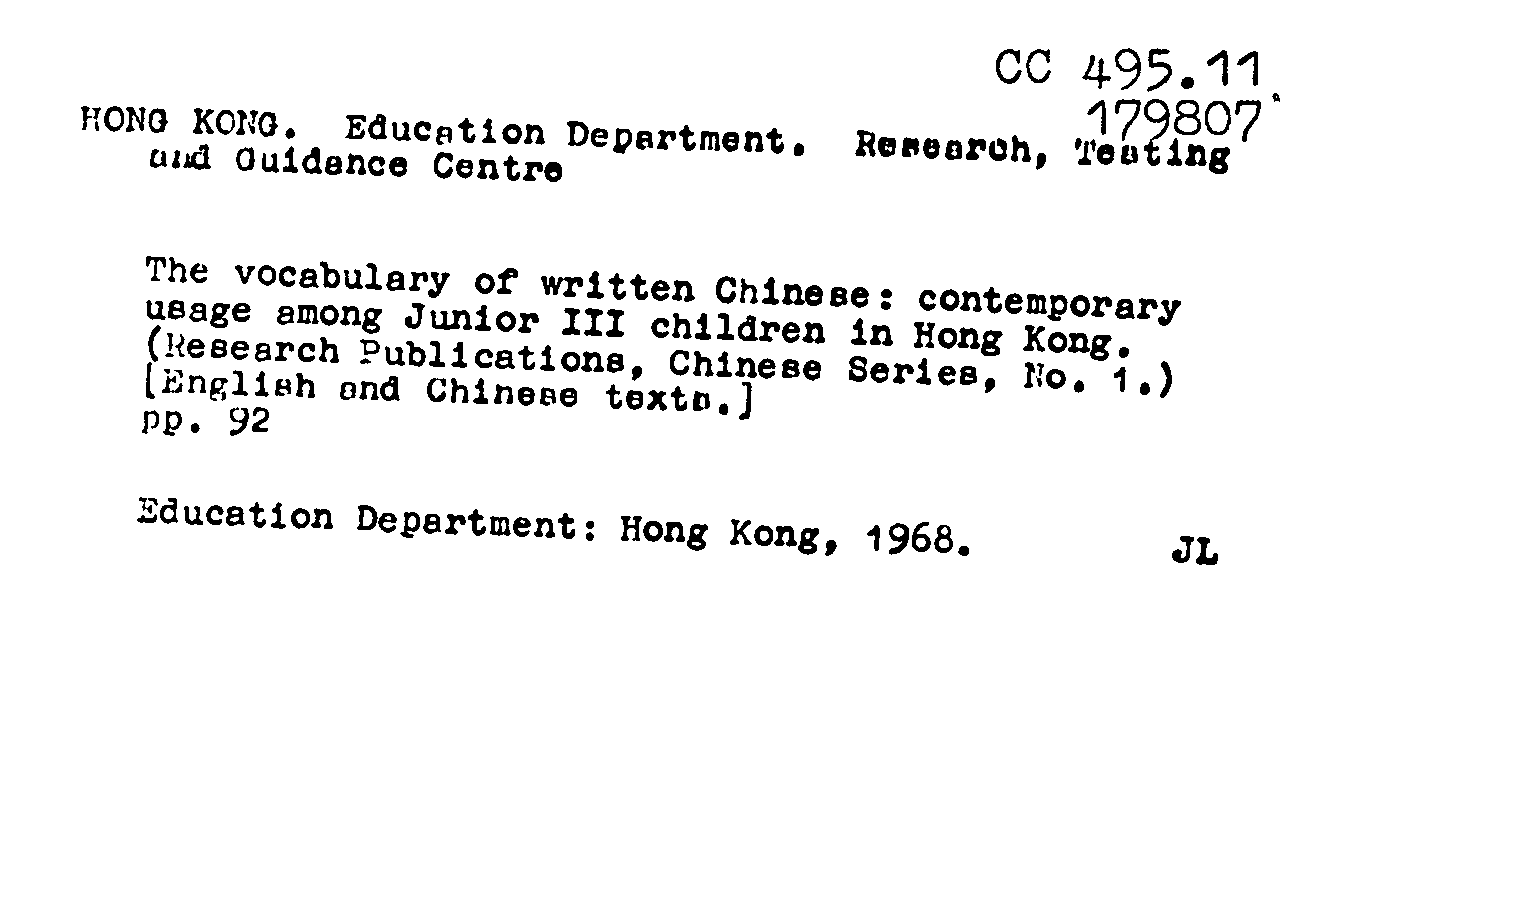 CC 495.11
179807
HONG KONG. Education Department. Research, Testing
and Guidance Centre
The vocabulary of written Chinese: contemporary
usage among Junior III children in Hong Kong.
(Research Publications, Chinese Series, No. 1.)
[English and Chinese texts.]
pp. 92
Education Department: Hong Kong, 1968.
JL